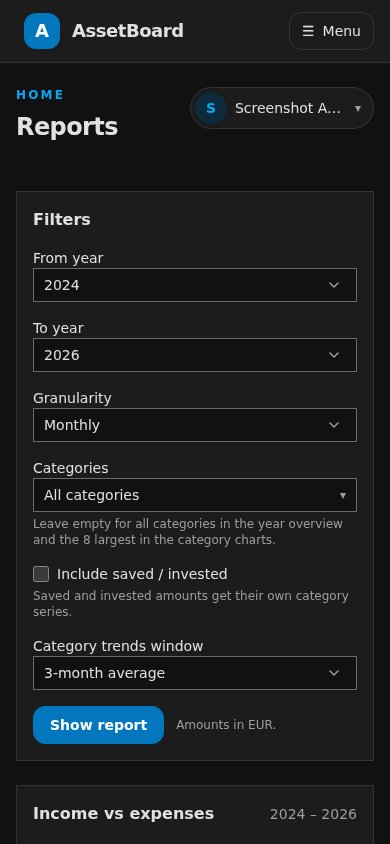 A AssetBoard ☰ Menu
HOME
Reports
S Screenshot A... ▾
Filters
From year
2024
To year
2026
Granularity
Monthly
Categories
All categories ▾
Leave empty for all categories in the year overview
and the 8 largest in the category charts.
Include saved / invested
Saved and invested amounts get their own category
series.
Category trends window
3-month average
Show report Amounts in EUR.
Income vs expenses 2024 – 2026